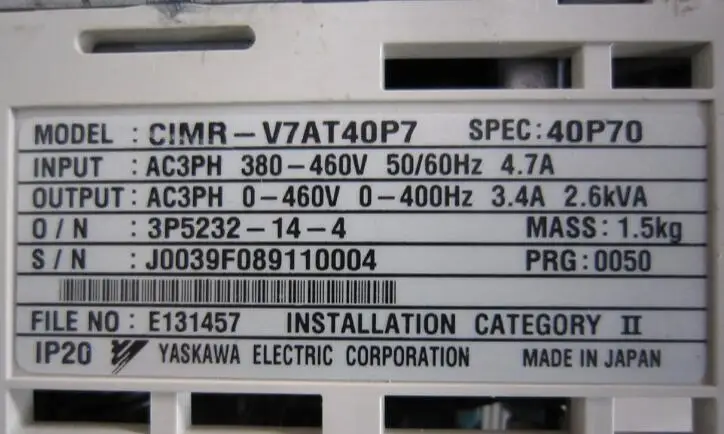 MODEL : CIMR-V7AT40P7 SPEC: 40P70
INPUT : AC3PH 380-460V 50/60Hz 4.7A
OUTPUT : AC3PH 0-460V 0-400Hz 3.4A 2.6kVA
O/N : 3P5232-14-4 MASS: 1.5kg
S/N : J0039F089110004 PRG: 0050
FILE NO : E131457 INSTALLATION CATEGORY II
IP20 YASKAWA ELECTRIC CORPORATION MADE IN JAPAN